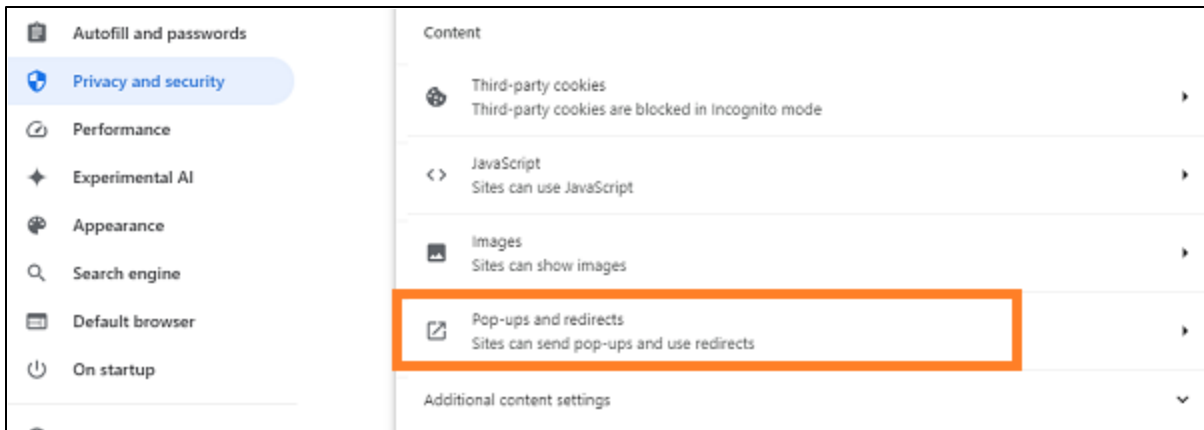 Autofill and passwords
Privacy and security
Performance
Experimental AI
Appearance
Search engine
Default browser
On startup
Content
Third-party cookies
Third-party cookies are blocked in Incognito mode
JavaScript
Sites can use JavaScript
Images
Sites can show images
Pop-ups and redirects
Sites can send pop-ups and use redirects
Additional content settings